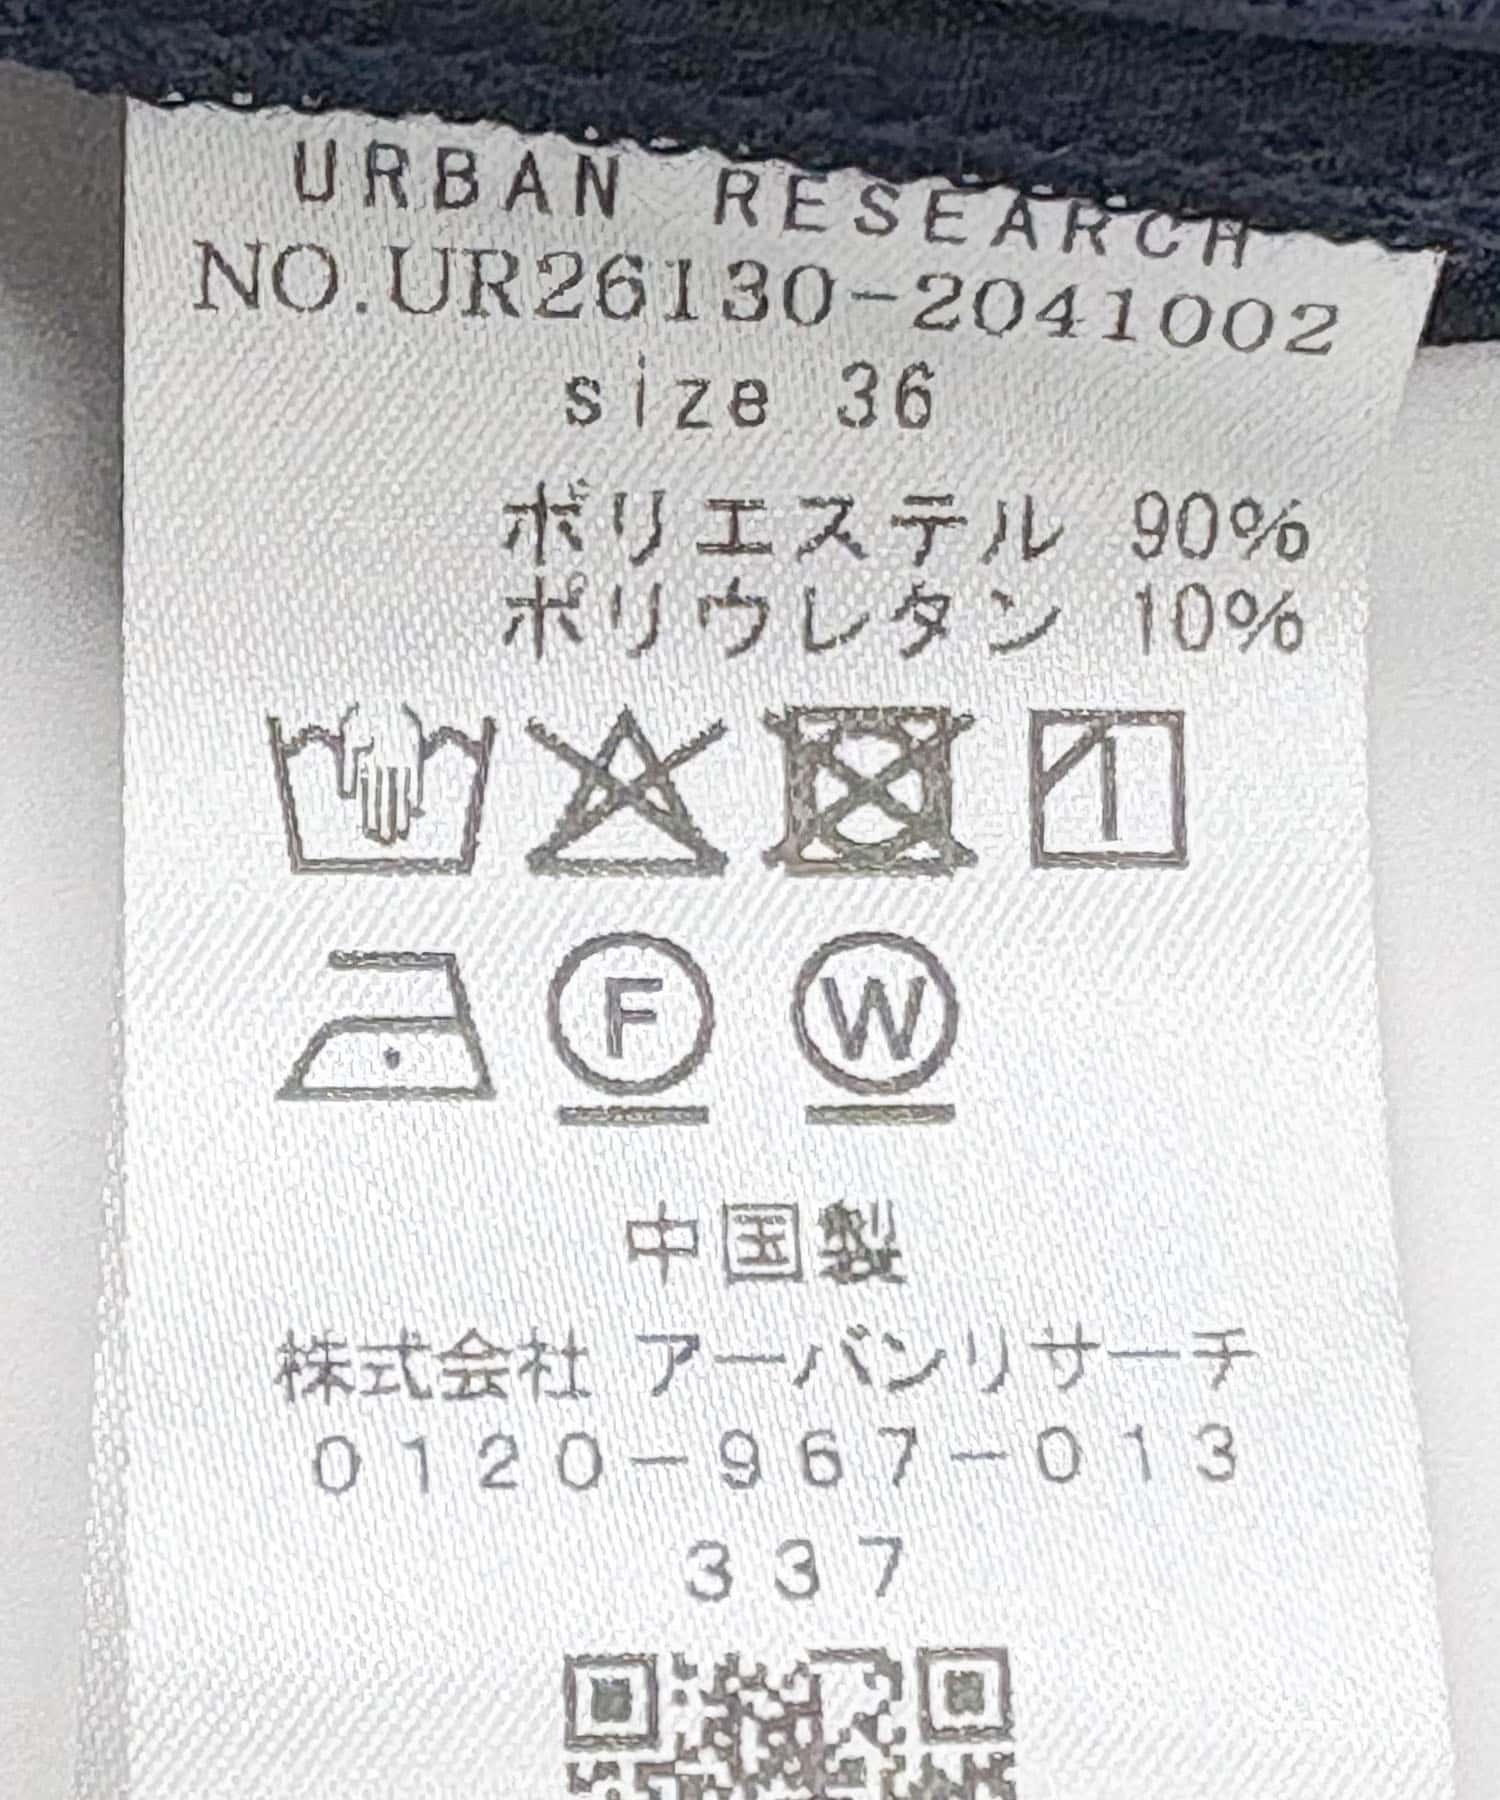 URBAN RESEARCH
NO.UR26130-2041002
size 36
ポリエステル 90%
ポリウレタン 10%
F W
中国製
株式会社 アーバンリサーチ
0120-967-013
337